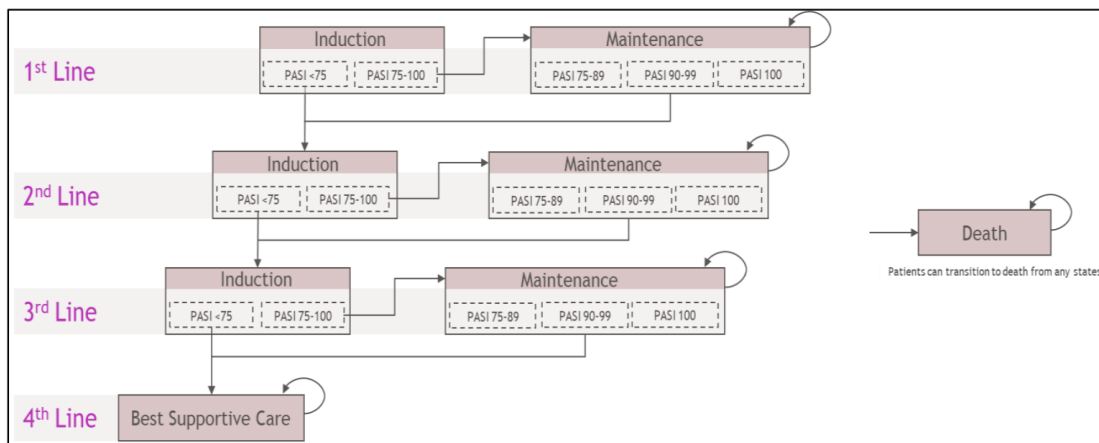 Induction
Maintenance
1st Line
PASI <75
PASI 75-100
PASI 75-89
PASI 90-99
PASI 100
Induction
Maintenance
2nd Line
PASI <75
PASI 75-100
PASI 75-89
PASI 90-99
PASI 100
Death
Patients can transition to death from any states
Induction
Maintenance
3rd Line
PASI <75
PASI 75-100
PASI 75-89
PASI 90-99
PASI 100
4th Line
Best Supportive Care